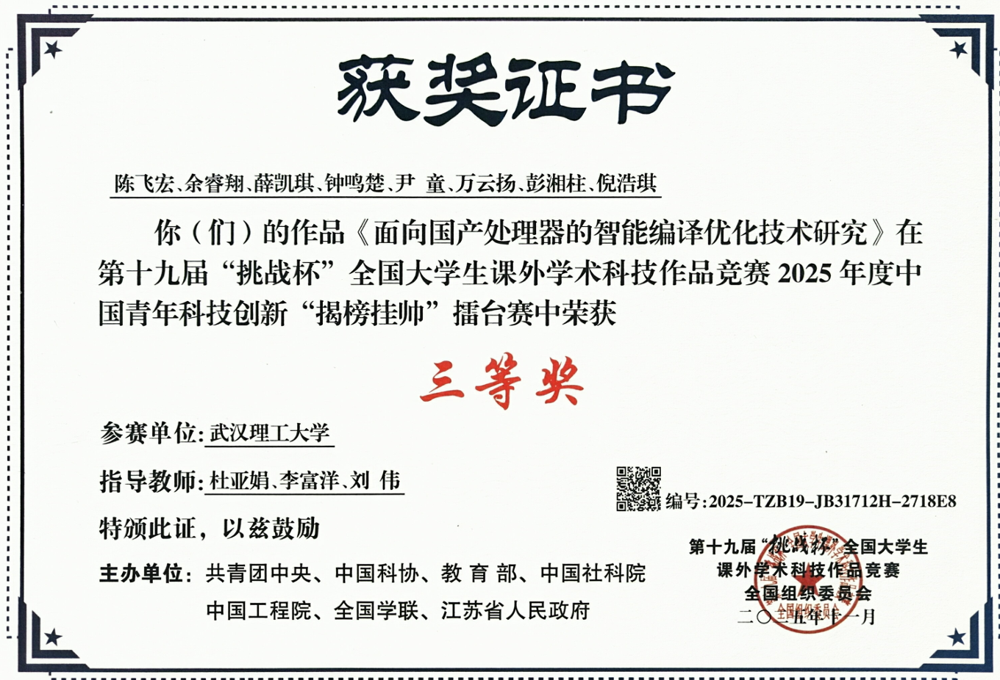 获奖证书
陈飞宏、余睿翔、薛凯琪、钟鸣楚、尹 童、万云扬、彭湘柱、倪浩琪
你（们）的作品《面向国产处理器的智能编译优化技术研究》在
第十九届“挑战杯”全国大学生课外学术科技作品竞赛 2025 年度中
国青年科技创新“揭榜挂帅”擂台赛中荣获
三等奖
参赛单位:武汉理工大学
指导教师:杜亚娟、李富洋、刘 伟
编号:2025-TZB19-JB31712H-2718E8
特颁此证，以兹鼓励
第十九届“挑战杯”全国大学生
课外学术科技作品竞赛
全国组织委员会
二〇二五年十一月
主办单位：共青团中央、中国科协、教 育 部、中国社科院
中国工程院、全国学联、江苏省人民政府
全国组织委员会